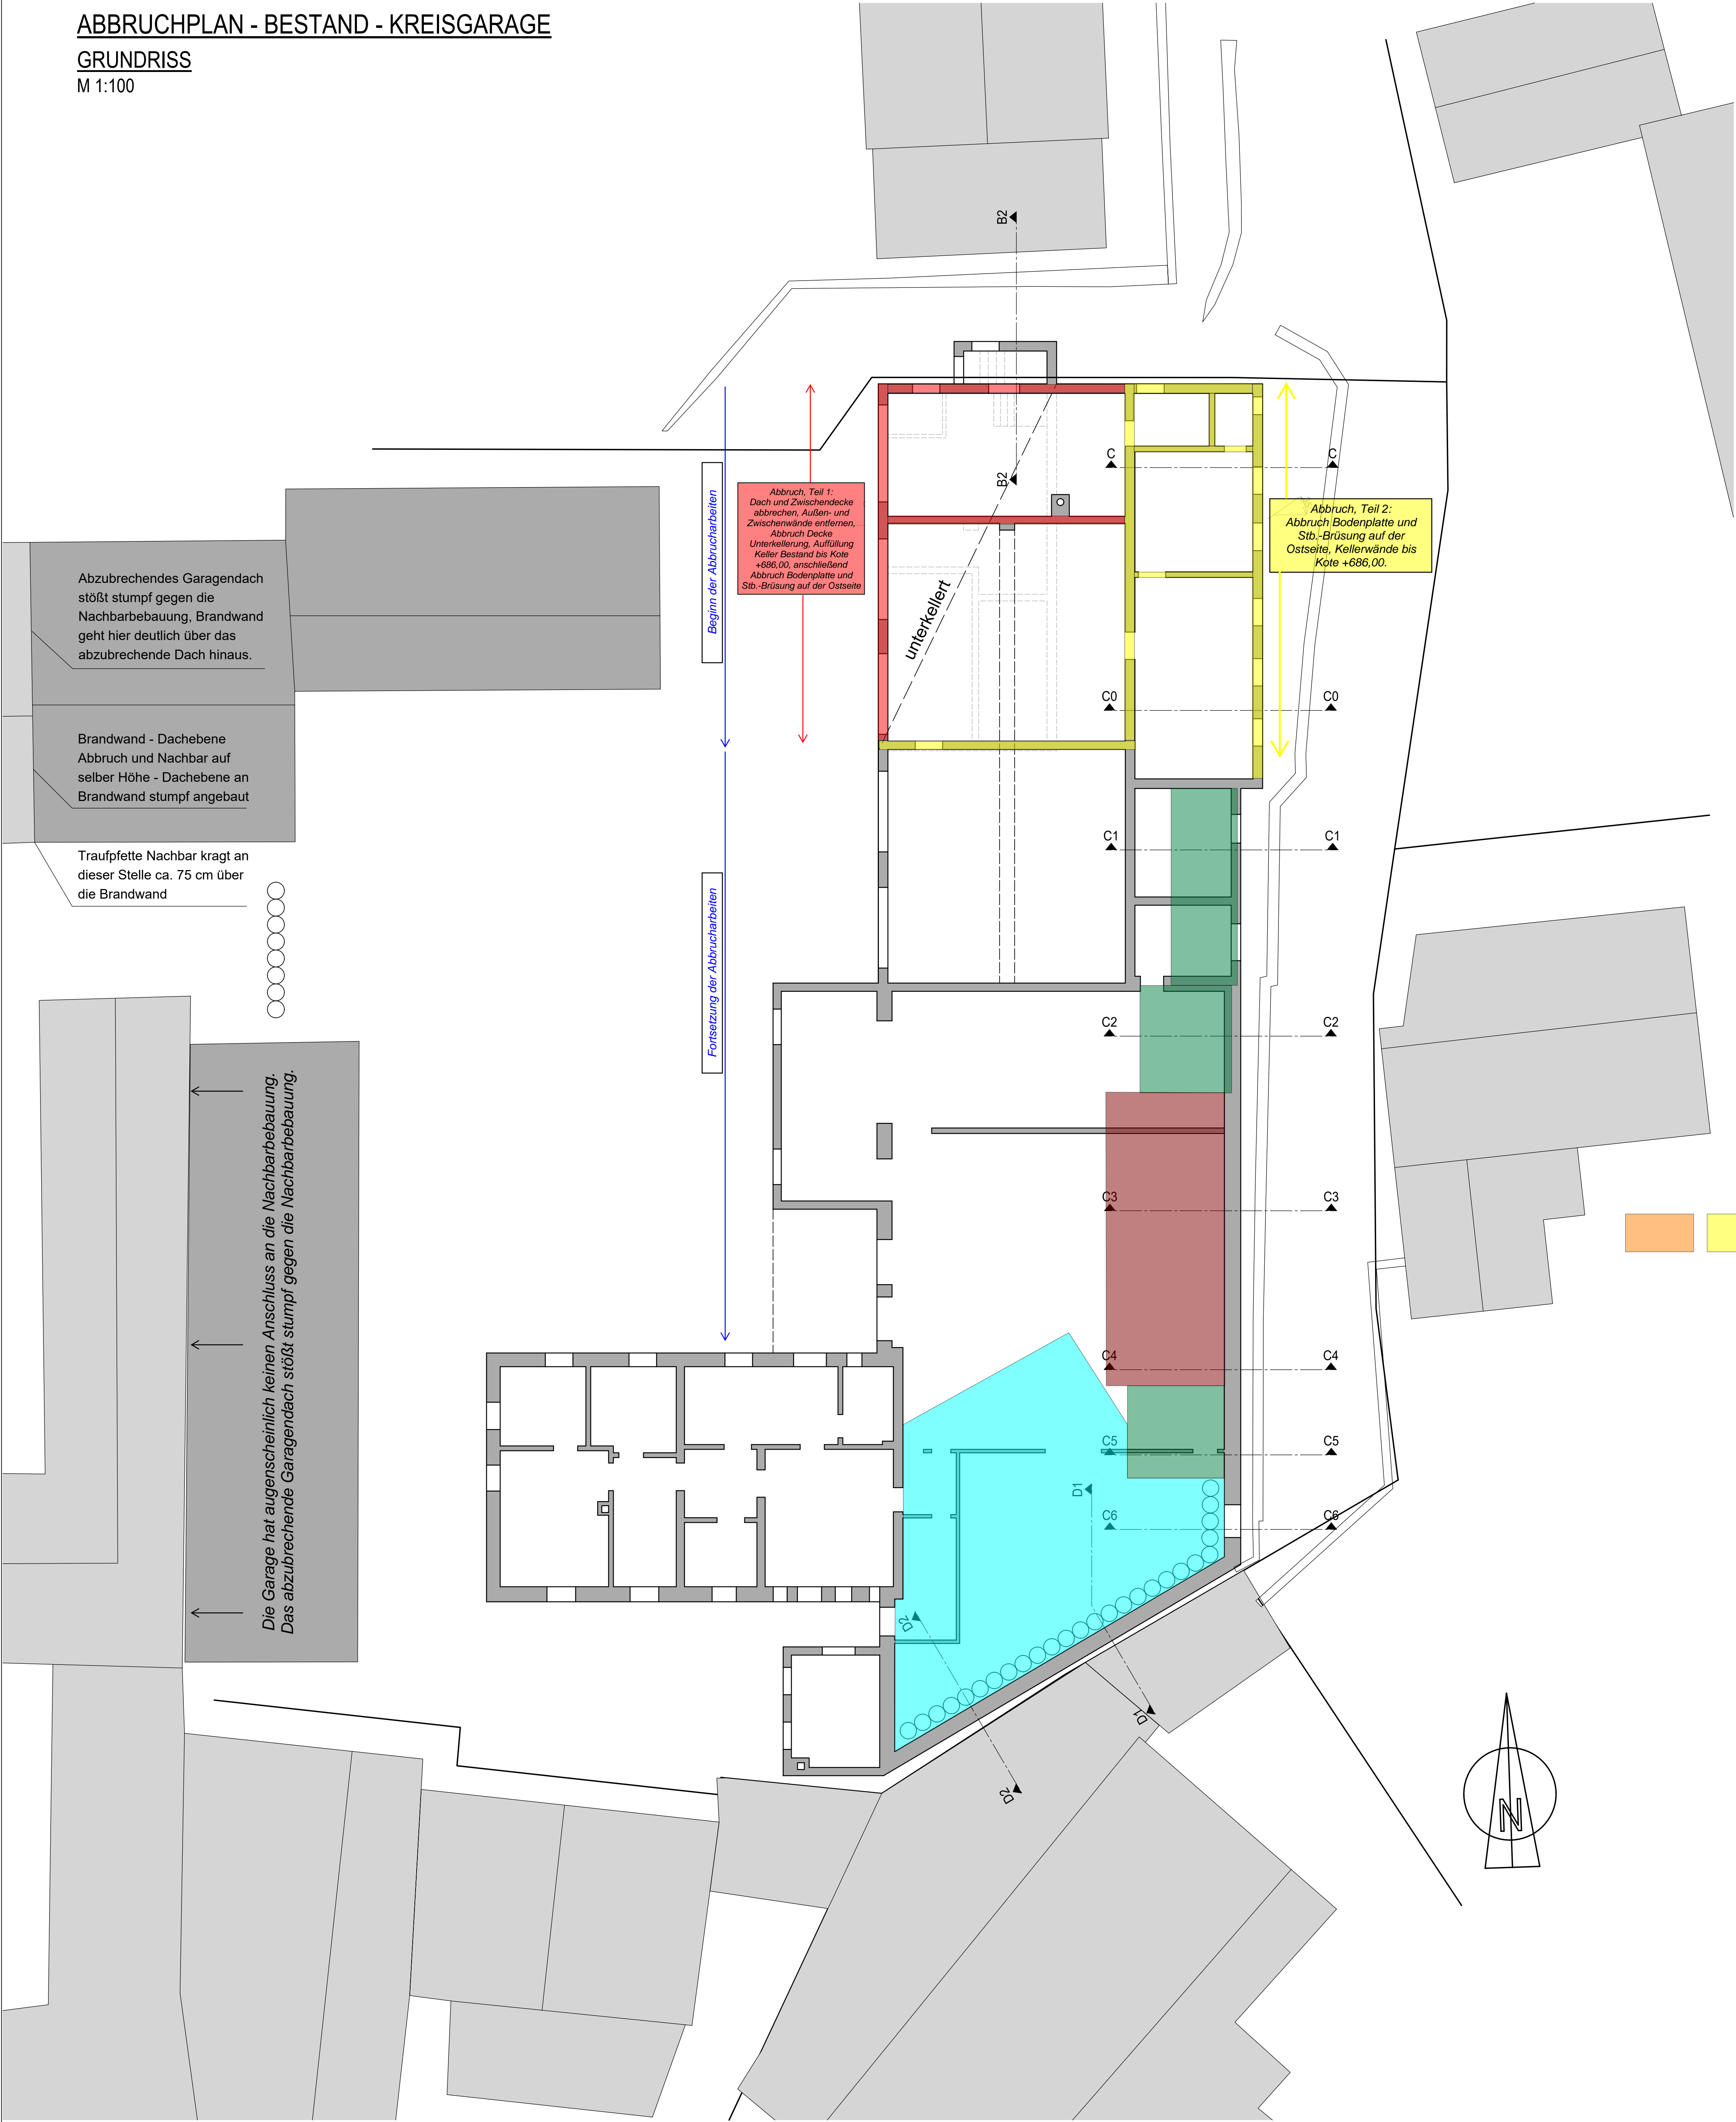 ABBRUCHPLAN - BESTAND - KREISGARAGE
GRUNDRISS
M 1:100
B2
B2
C
C
Beginn der Abbrucharbeiten
Abbruch, Teil 1:
Dach und Zwischendecke
abbrechen, Außen- und
Zwischenwände entfernen,
Abbruch Decke
Unterkellerung, Auffüllung
Keller Bestand bis Kote
+686,00, anschließend
Abbruch Bodenplatte und
Stb.-Brüsung auf der Ostseite
Abbruch, Teil 2:
Abbruch Bodenplatte und
Stb.-Brüsung auf der
Ostseite, Kellerwände bis
Kote +686,00.
unterkellert
Abzubrechendes Garagendach
stößt stumpf gegen die
Nachbarbebauung, Brandwand
geht hier deutlich über das
abzubrechende Dach hinaus.
C0
C0
Brandwand - Dachebene
Abbruch und Nachbar auf
selber Höhe - Dachebene an
Brandwand stumpf angebaut
C1
C1
Traufpfette Nachbar kragt an
dieser Stelle ca. 75 cm über
die Brandwand
Fortsetzung der Abbrucharbeiten
C2
C2
Die Garage hat augenscheinlich keinen Anschluss an die Nachbarbebauung.
Das abzubrechende Garagendach stößt stumpf gegen die Nachbarbebauung.
C3
C3
C4
C4
C5
C5
D1
C6
C6
D2
D1
D2
N